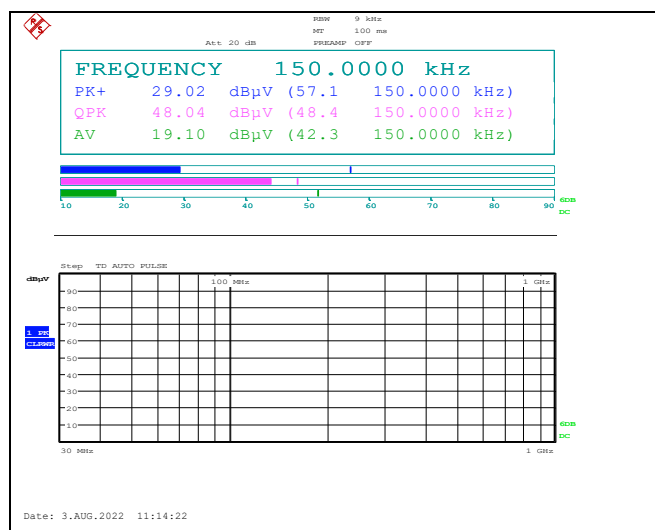 R S
RBW 9 kHz
MT 100 ms
Att 20 dB PREAMP OFF
FREQUENCY 150.0000 kHz
PK+ 29.02 dBµV (57.1 150.0000 kHz)
QPK 48.04 dBµV (48.4 150.0000 kHz)
AV 19.10 dBµV (42.3 150.0000 kHz)
10 20 30 40 50 60 70 80 90
6DB
DC
Step TD AUTO PULSE
dBµV
100 MHz 1 GHz
90
80
70
1 PK
CLRWR
60
50
40
30
20
10
6DB
DC
30 MHz 1 GHz
Date: 3.AUG.2022 11:14:22